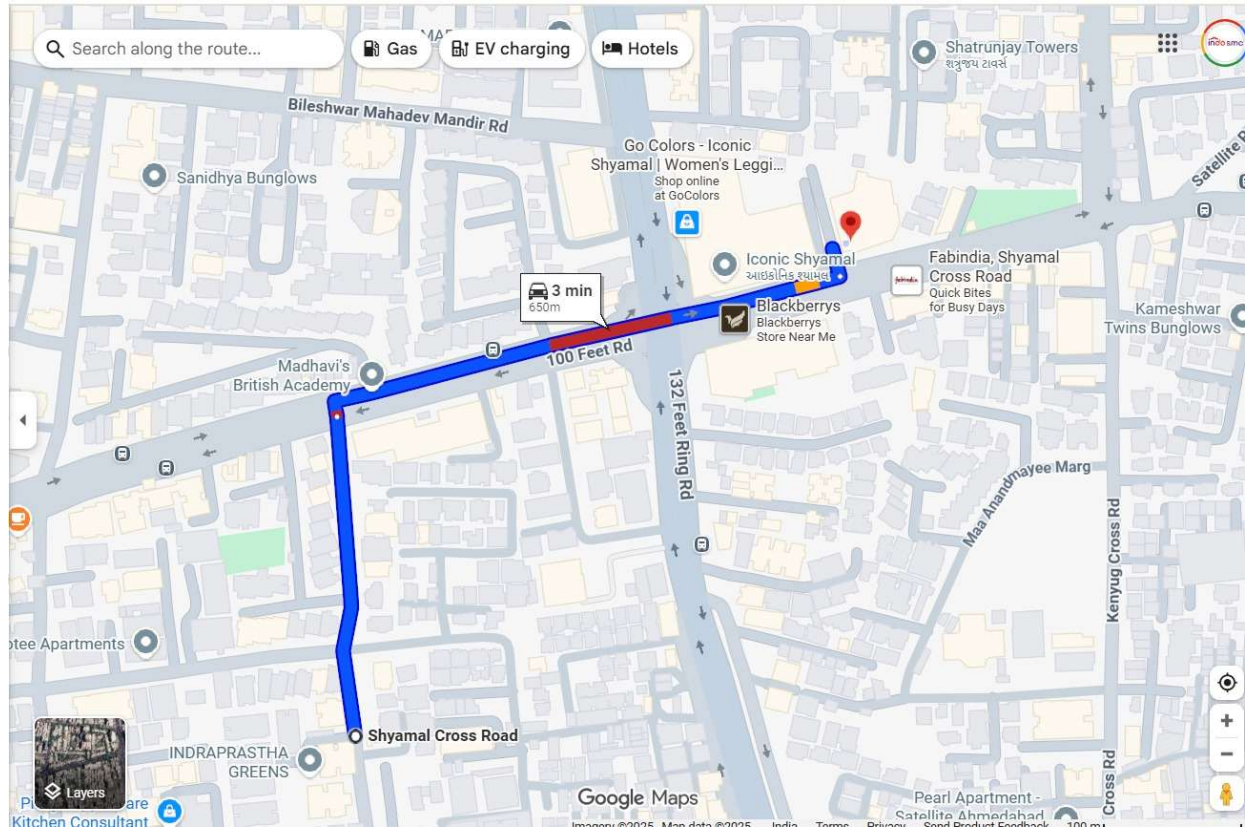 Search along the route...
Gas
EV charging
Hotels
Shatrunjay Towers
શત્રુંજય ટાવર્સ
indo smc
Bileshwar Mahadev Mandir Rd
Go Colors - Iconic
Shyamal | Women's Leggi...
Shop online
at GoColors
Satellite R
Sanidhya Bunglows
Iconic Shyamal
આઇકોનિક શ્યામલ
Fabindia, Shyamal
Cross Road
Quick Bites
for Busy Days
fabindia
3 min
650m
Blackberrys
Blackberrys
Store Near Me
Kameshwar
Twins Bunglows
100 Feet Rd
Madhavi's
British Academy
132 Feet Ring Rd
Maa Anandmayee Marg
Kenyug Cross Rd
otee Apartments
Shyamal Cross Road
INDRAPRASTHA
GREENS
Layers
Cross Rd
Google Maps
Pearl Apartment -
Satellite Ahmedabad
Kitchen Consultant
Imagery ©2025 , Map data ©2025
India
Terms
Privacy
Send Product Feedback
100 m